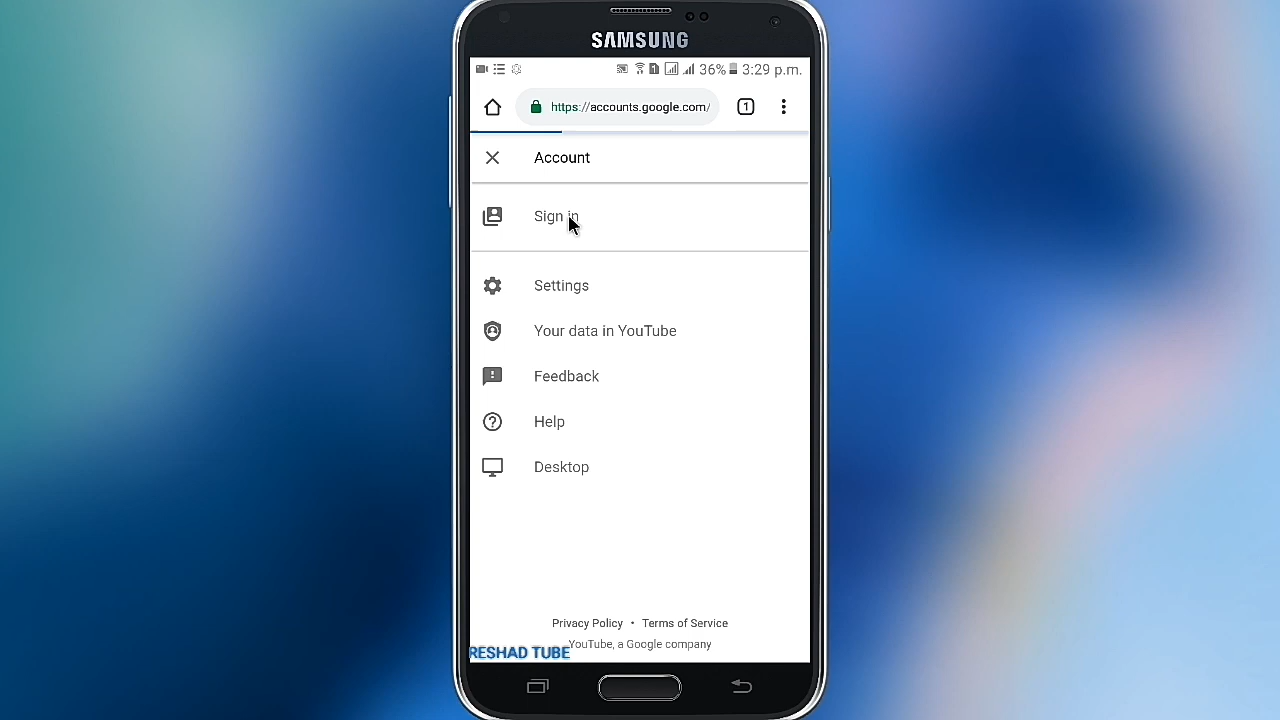 SAMSUNG
36% 3:29 p.m.
https://accounts.google.com/ 1
Account
Sign in
Settings
Your data in YouTube
Feedback
Help
Desktop
Privacy Policy • Terms of Service
YouTube, a Google company
RESHAD TUBE